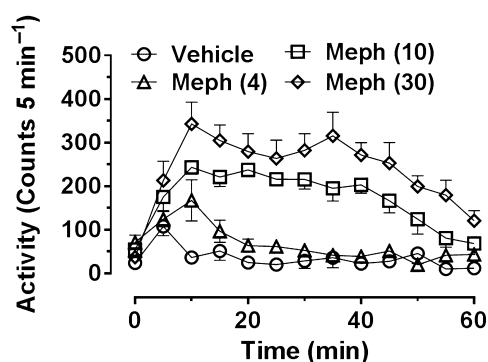 Activity (Counts 5 min⁻¹)
Vehicle
Meph (10)
Meph (4)
Meph (30)
500
400
300
200
100
0
0
20
40
60
Time (min)